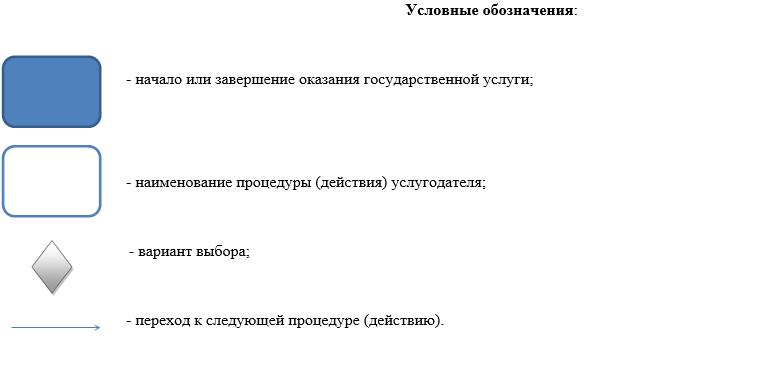 Условные обозначения:
- начало или завершение оказания государственной услуги;
- наименование процедуры (действия) услугодателя;
- вариант выбора;
- переход к следующей процедуре (действию).